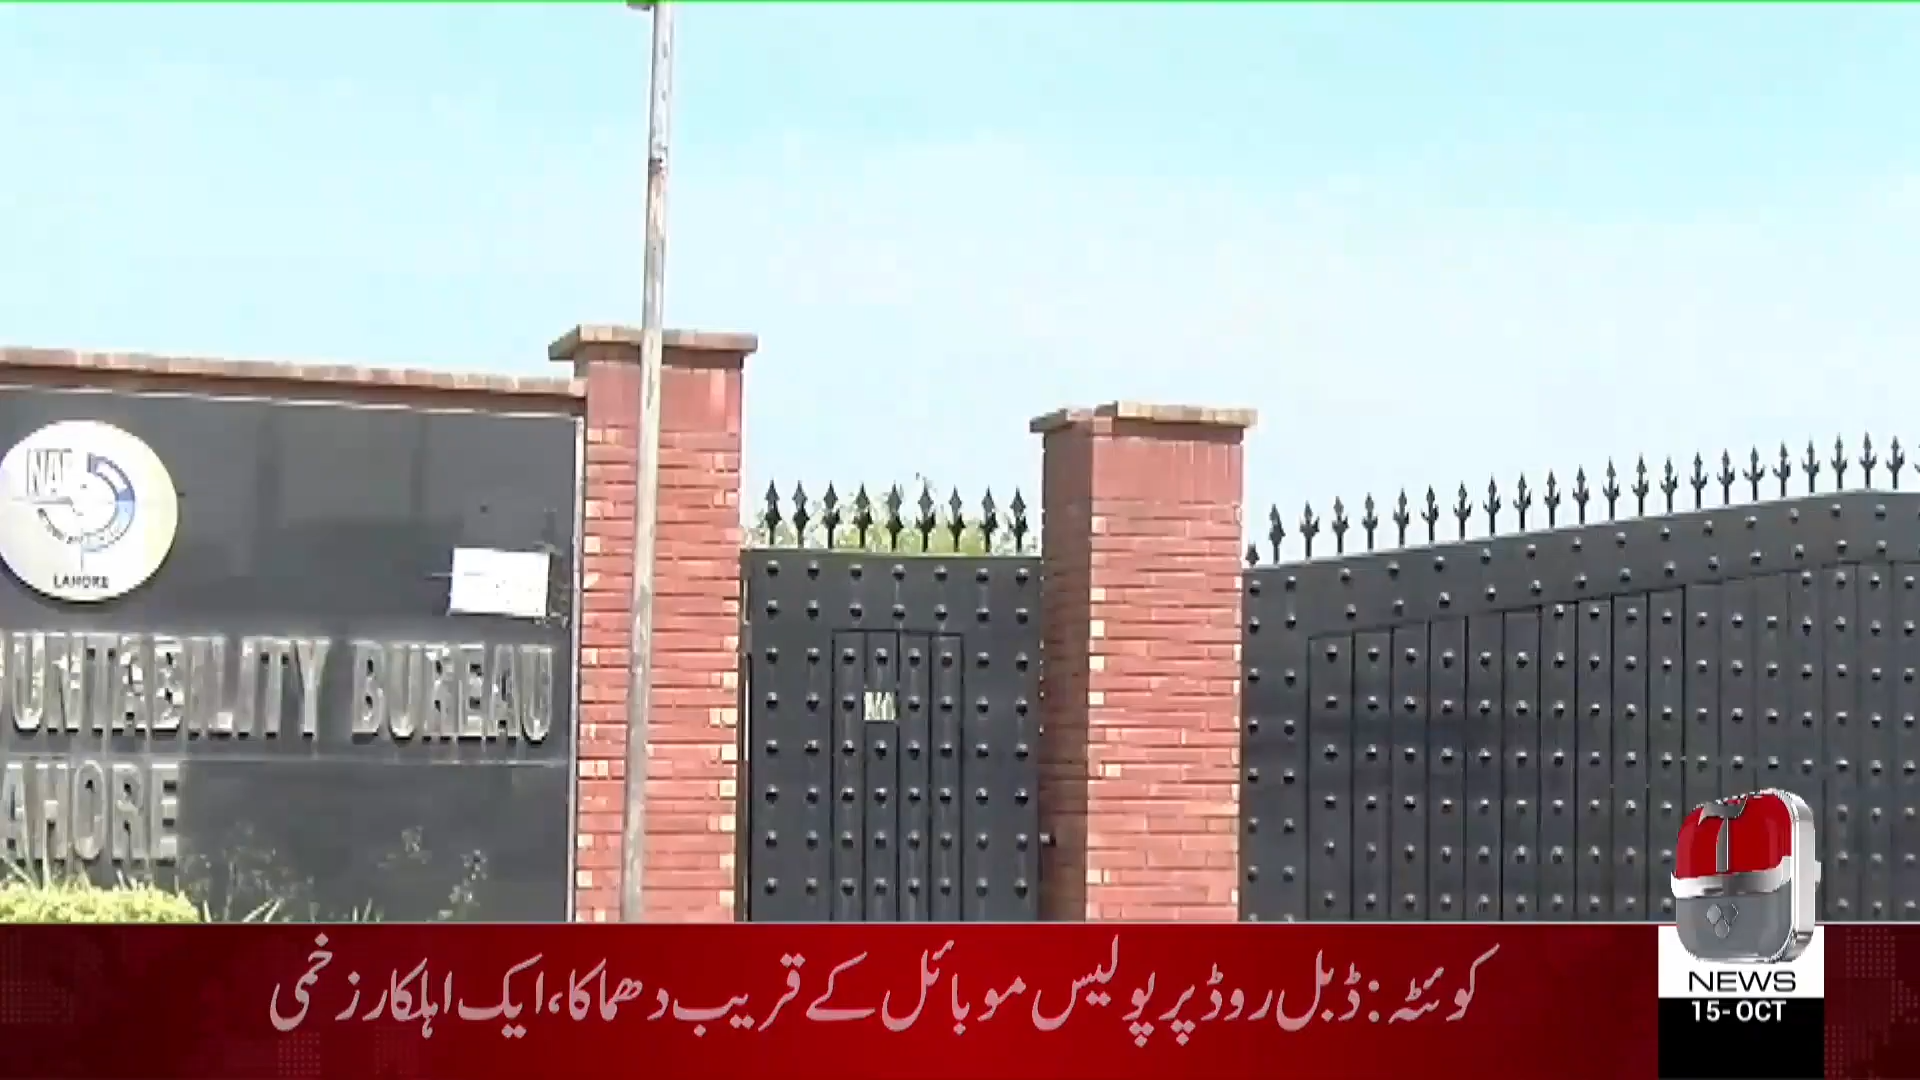 NAB
LAHORE
OUNTABILITY BUREAU
AHORE
کوئٹہ: ڈبل روڈ پر پولیس موبائل کے قریب دھماکا، ایک اہلکار زخمی
NEWS
15- OCT